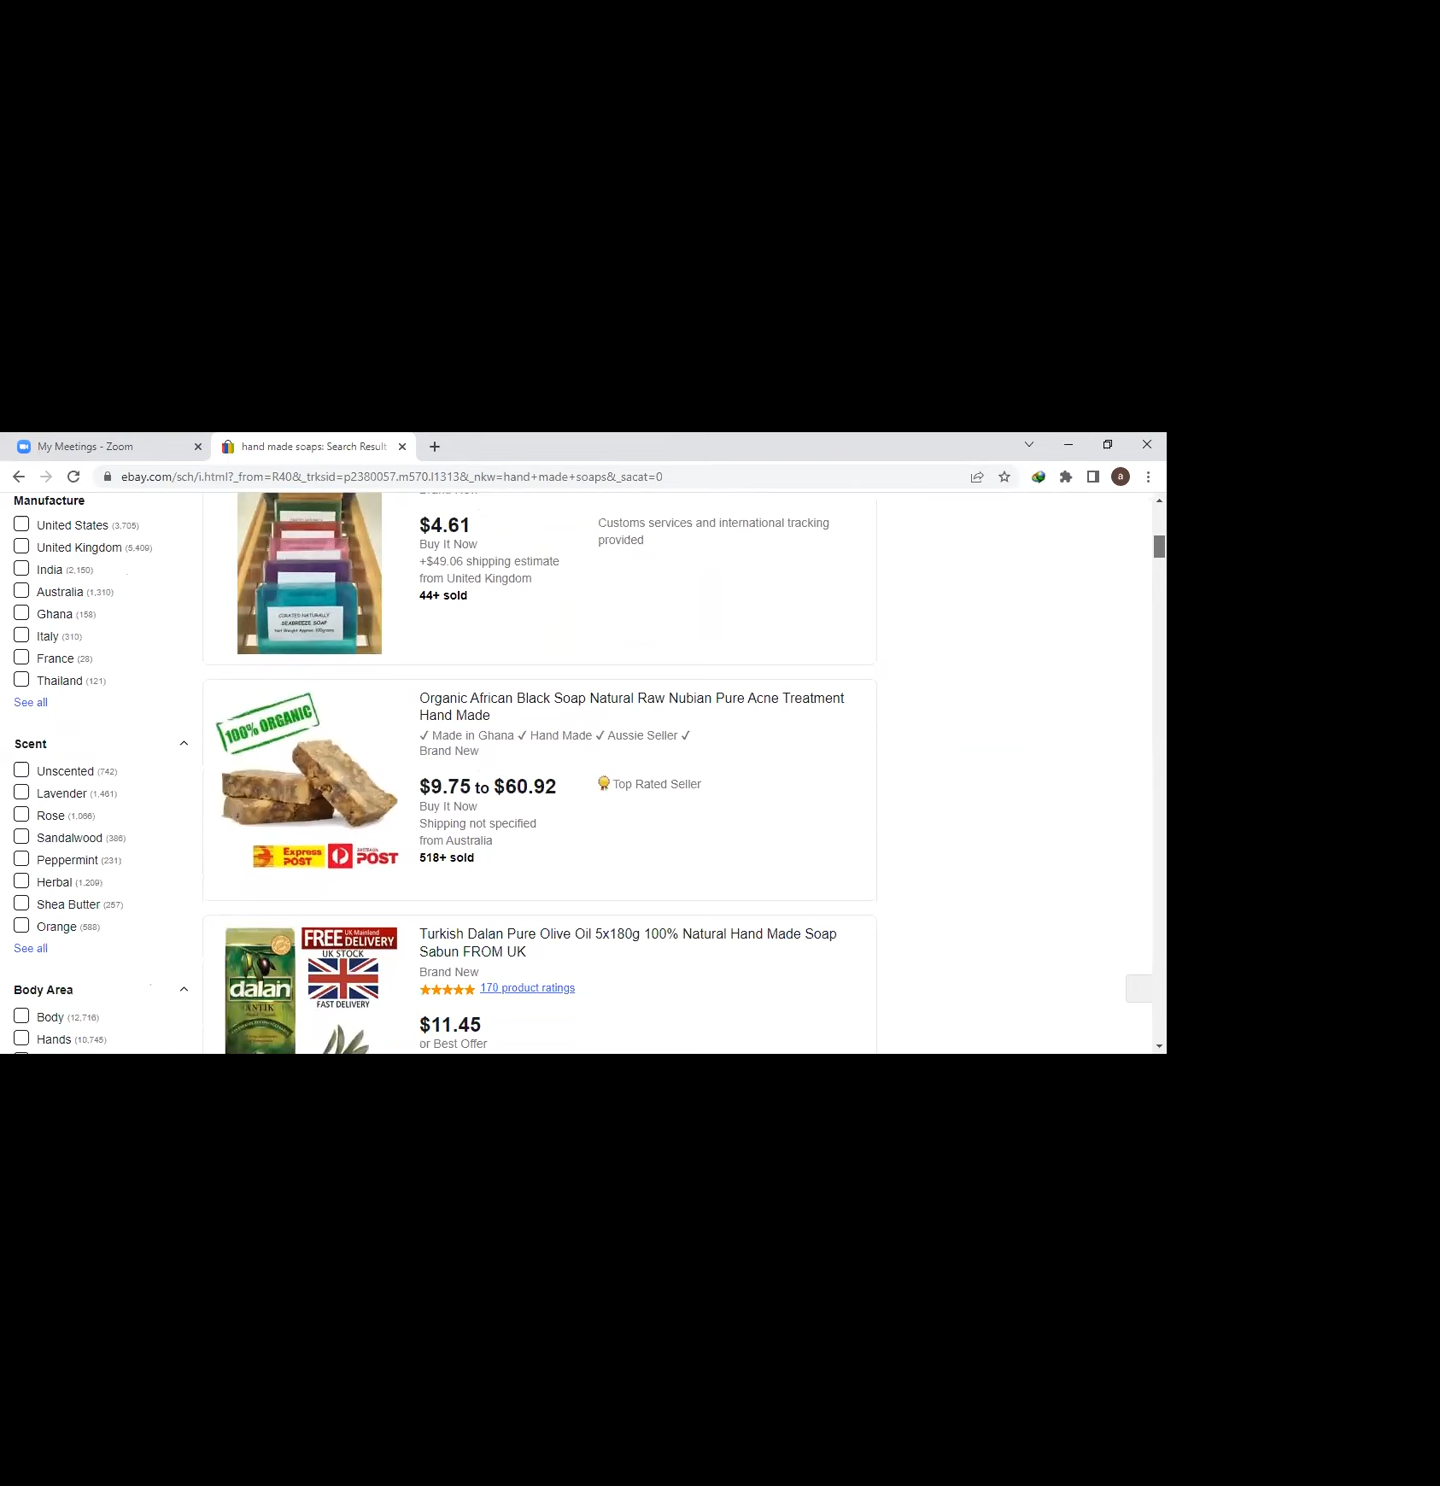 My Meetings - Zoom
hand made soaps: Search Result
ebay.com/sch/i.html?_from=R40&_trksid=p2380057.m570.l1313&_nkw=hand+made+soaps&_sacat=0
a
Manufacture
United States (3,705)
United Kingdom (5,409)
India (2,150)
Australia (1,310)
Ghana (158)
Italy (310)
France (28)
Thailand (121)
See all
Scent
Unscented (742)
Lavender (1,461)
Rose (1,066)
Sandalwood (386)
Peppermint (231)
Herbal (1,209)
Shea Butter (257)
Orange (588)
See all
Body Area
Body (12,716)
Hands (10,745)
CURATED NATURALLY
SEABREEZE SOAP
$4.61
Buy It Now
+$49.06 shipping estimate
from United Kingdom
44+ sold
Customs services and international tracking
provided
100% ORGANIC
Express
POST
AUSTRALIA
POST
Organic African Black Soap Natural Raw Nubian Pure Acne Treatment
Hand Made
✓ Made in Ghana ✓ Hand Made ✓ Aussie Seller ✓
Brand New
$9.75 to $60.92
Buy It Now
Shipping not specified
from Australia
518+ sold
Top Rated Seller
FREE UK Mainland
DELIVERY
UK STOCK
FAST DELIVERY
dalan
ANTIK
Turkish Dalan Pure Olive Oil 5x180g 100% Natural Hand Made Soap
Sabun FROM UK
Brand New
170 product ratings
$11.45
or Best Offer